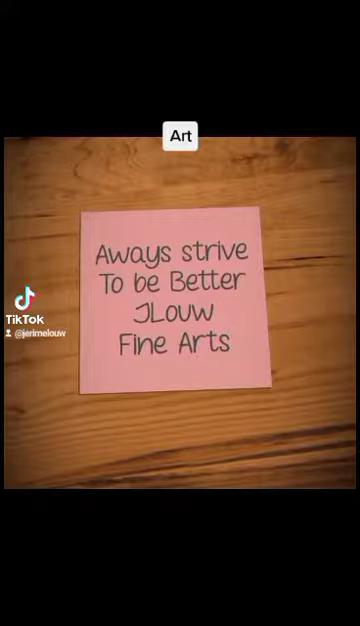 Art
Aways strive
To be Better
JLouw
Fine Arts
TikTok
@jerimelouw